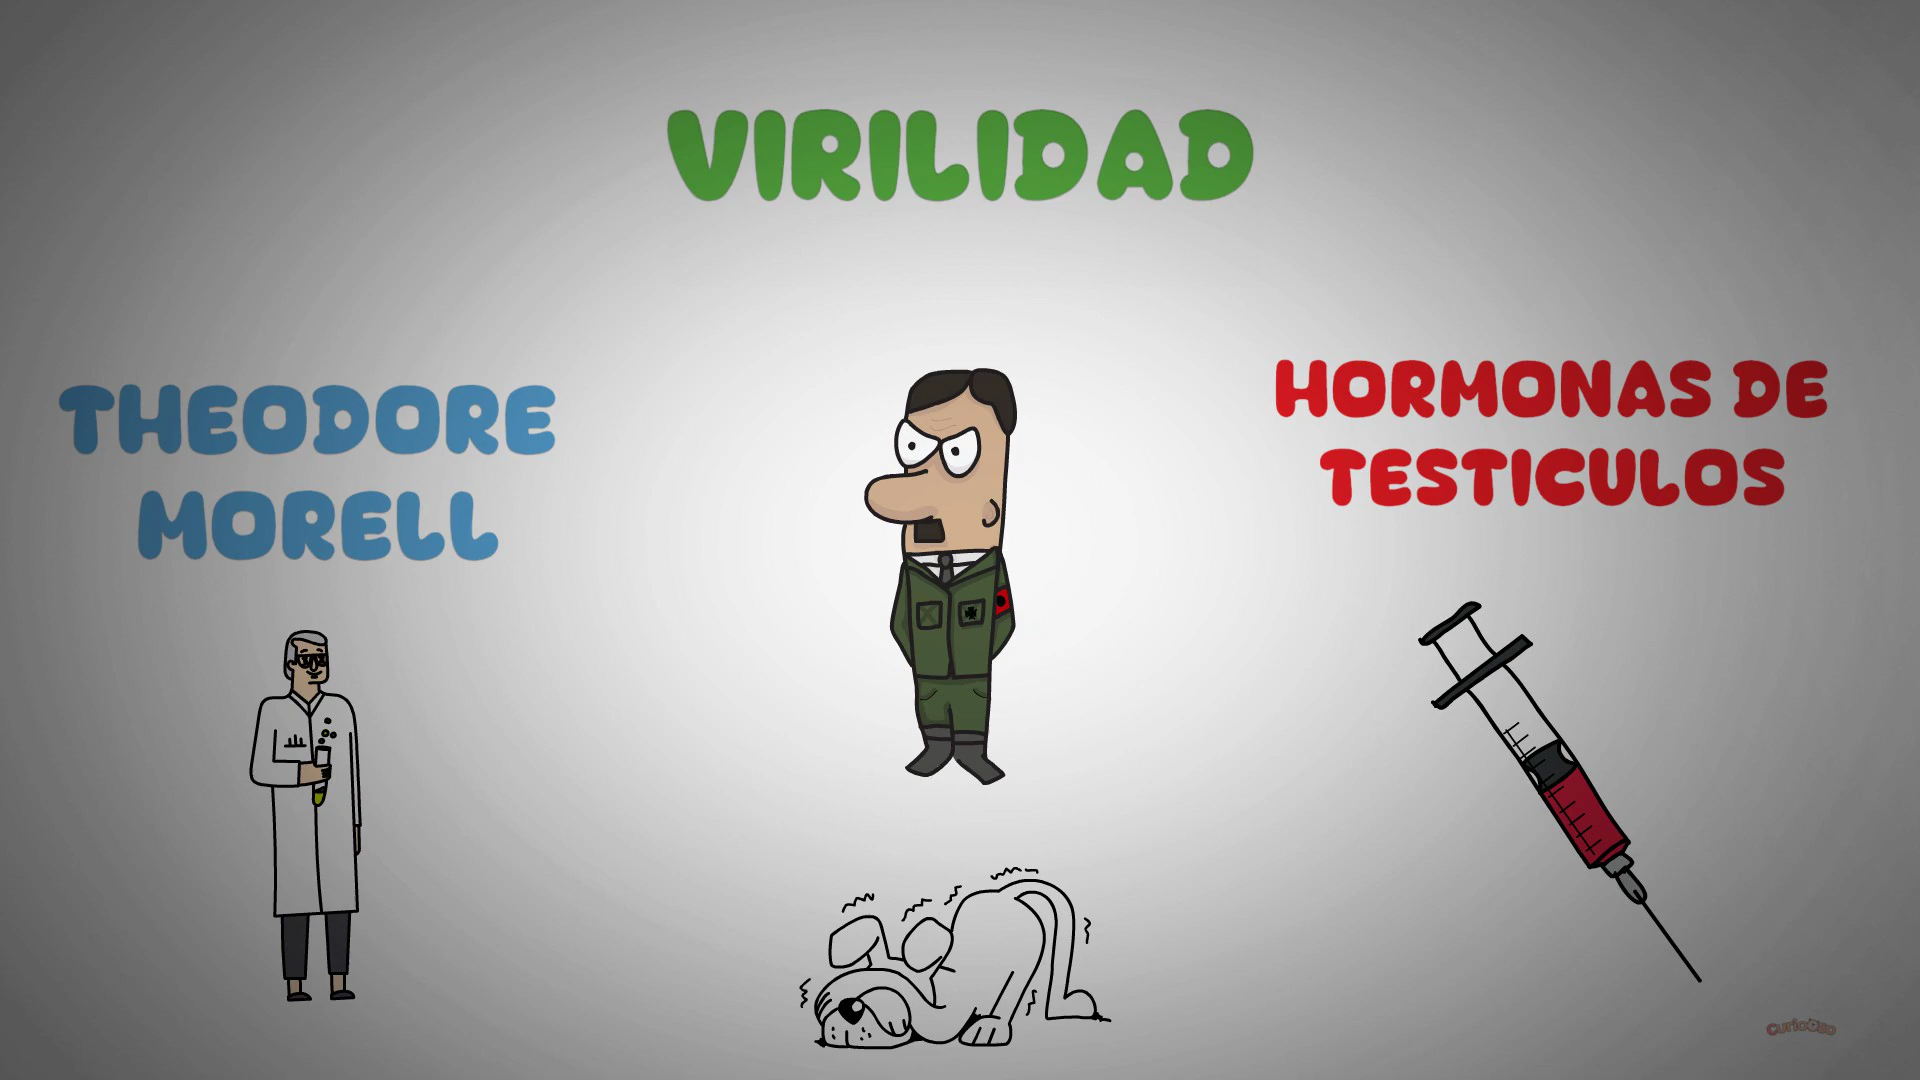 VIRILIDAD
THEODORE
MORELL
HORMONAS DE
TESTICULOS